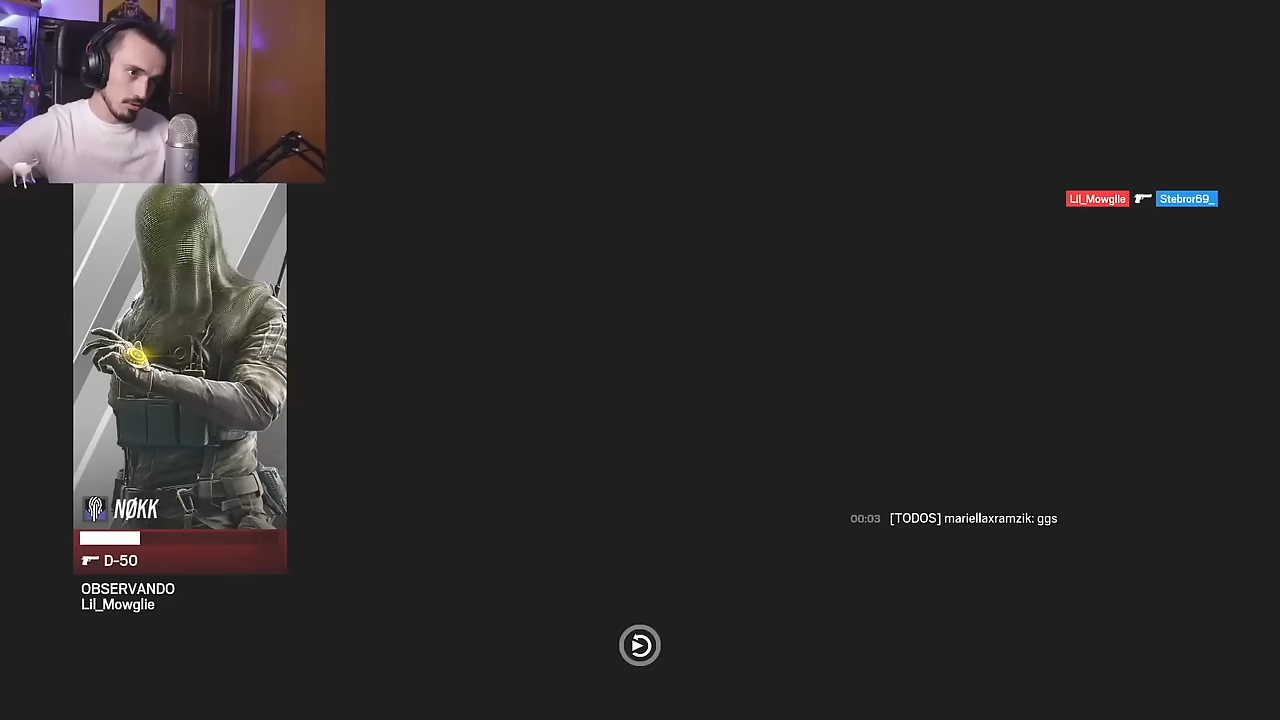 Lil_Mowglie Stebror69_
NØKK
D-50
OBSERVANDO
Lil_Mowglie
00:03 [TODOS] mariellaxramzik: ggs